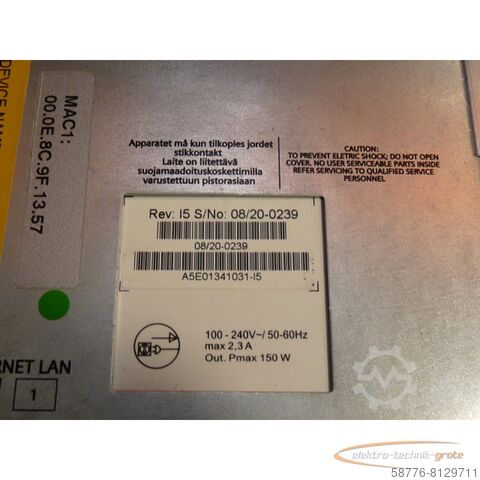 DEVICE NAME
MAC1:
00.0E.8C.9F.13.57
Apparatet må kun tilkoples jordet
stikkontakt
Laite on liitettävä
suojamaadoituskoskettimilla
varustettuun pistorasiaan
CAUTION:
TO PREVENT ELETRIC SHOCK; DO NOT OPEN
COVER. NO USER SERVICEABLE PARTS INSIDE
REFER SERVICING TO QUALIFIED SERVICE
PERSONNEL.
Rev: I5 S/No: 08/20-0239
08/20-0239
A5E01341031-I5
100 - 240V~/ 50-60Hz
max 2,3 A
Out. Pmax 150 W
RNET LAN
1
elektro-technik-grote
58776-8129711